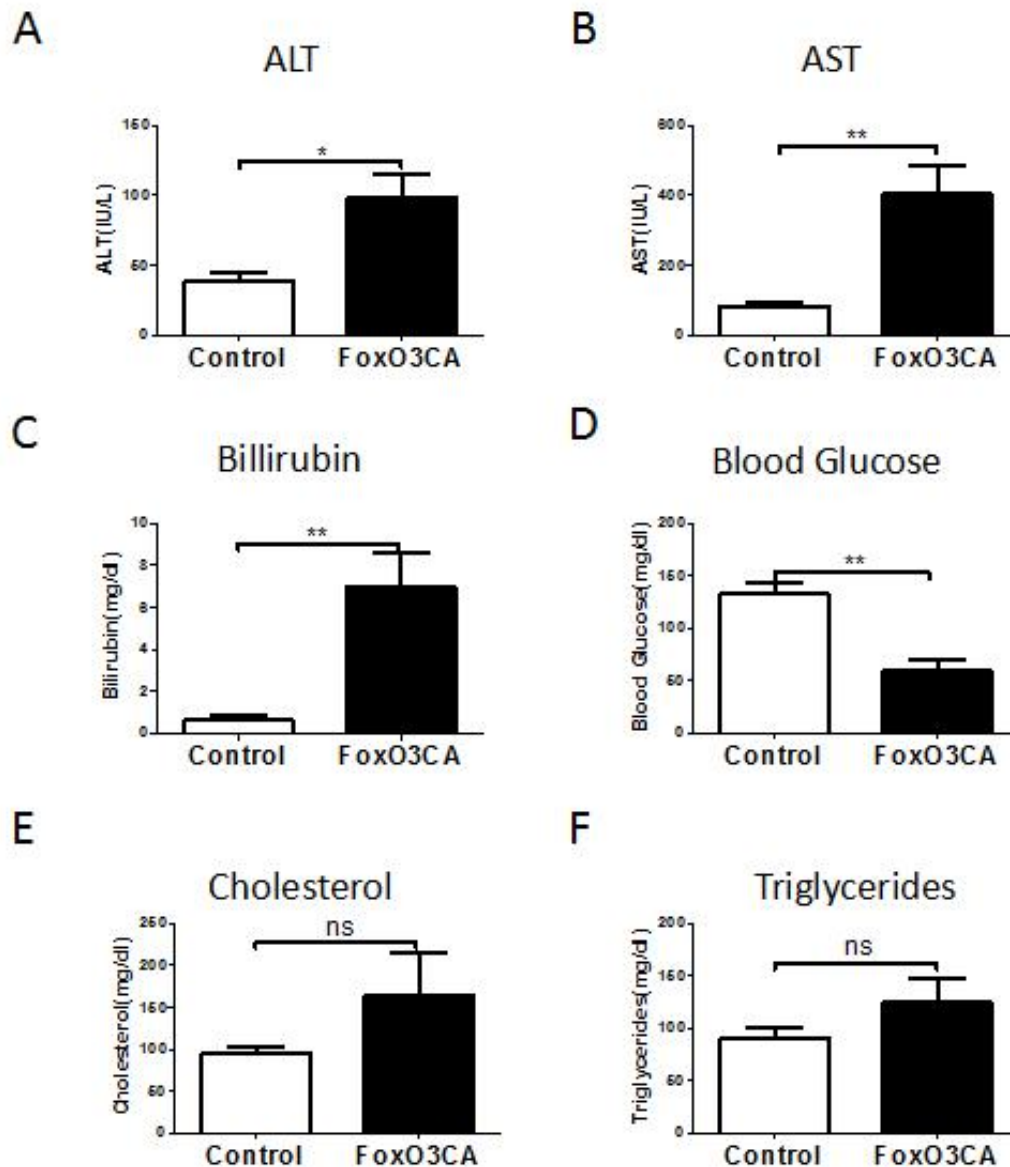 A
ALT
ALT(IU/L)
150
100
50
0
*
Control
FoxO3CA
B
AST
AST(IU/L)
600
400
200
0
**
Control
FoxO3CA
C
Billirubin
Bilirubin(mg/dl)
10
8
6
4
2
0
**
Control
FoxO3CA
D
Blood Glucose
Blood Glucose(mg/dl)
200
150
100
50
0
**
Control
FoxO3CA
E
Cholesterol
Cholesterol(mg/dl)
250
200
150
100
50
0
ns
Control
FoxO3CA
F
Triglycerides
Triglycerides(mg/dl)
200
150
100
50
0
ns
Control
FoxO3CA